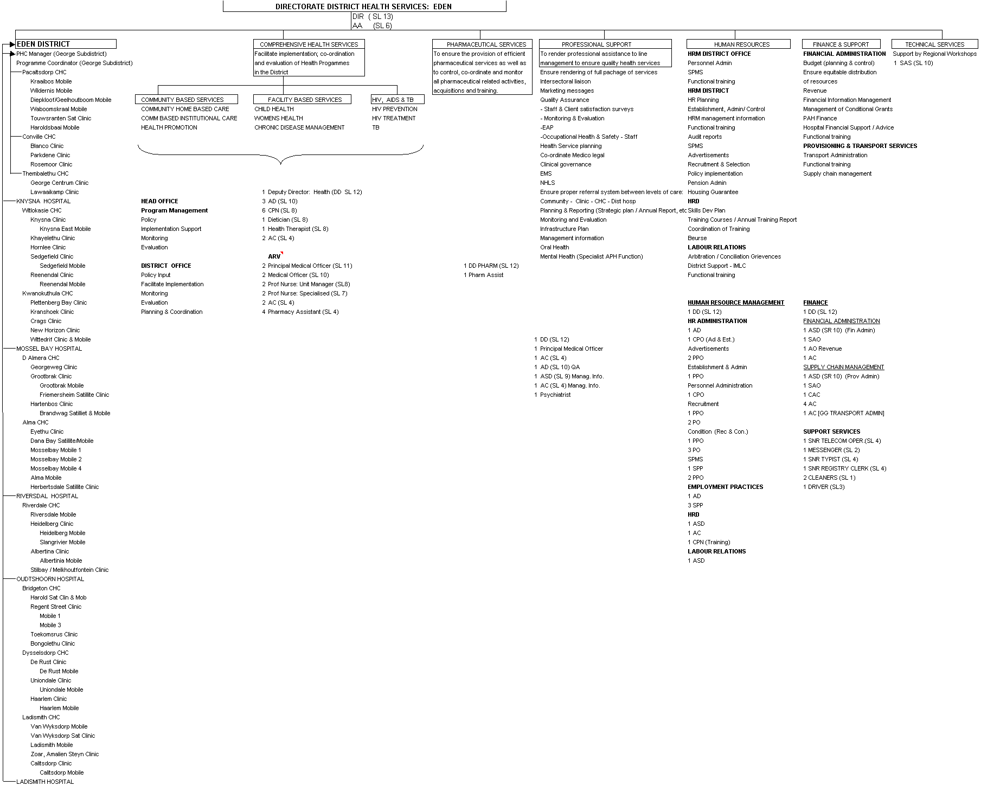 DIRECTORATE DISTRICT HEALTH SERVICES: EDEN
DIR ( SL 13)
AA (SL 6)
EDEN DISTRICT
PHC Manager (George Subdistrict)
Programme Coordinator (George Subdistrict)
Pacaltsdorp CHC
Kraaibos Mobile
Wildernis Mobile
Diepkloof/Geelhoutboom Mobile
Waboomskraal Mobile
Touwsranten Sat Clinic
Haroldsbaai Mobile
Conville CHC
Blanco Clinic
Parkdene Clinic
Rosemoor Clinic
Thembalethu CHC
George Centrum Clinic
Lawaaikamp Clinic
KNYSNA HOSPITAL
Witlokasie CHC
Knysna Clinic
Knysna East Mobile
Khayelethu Clinic
Hornlee Clinic
Sedgefield Clinic
Sedgefield Mobile
Reenendal Clinic
Reenendal Mobile
Kwanokuthula CHC
Plettenberg Bay Clinic
Kranshoek Clinic
Crags Clinic
New Horizon Clinic
Wittedrif Clinic & Mobile
MOSSEL BAY HOSPITAL
D Almera CHC
Georgeweg Clinic
Grootbrak Clinic
Grootbrak Mobile
Friemersheim Satillite Clinic
Hartenbos Clinic
Brandwag Satilliet & Mobile
Alma CHC
Eyethu Clinic
Dana Bay Satillite/Mobile
Mosselbay Mobile 1
Mosselbay Mobile 2
Mosselbay Mobile 4
Alma Mobile
Herbertsdale Satillite Clinic
RIVERSDAL HOSPITAL
Riverdale CHC
Riversdale Mobile
Heidelberg Clinic
Heidelberg Mobile
Slangrivier Mobile
Albertina Clinic
Albertinia Mobile
Stilbay / Melkhoutfontein Clinic
OUDTSHOORN HOSPITAL
Bridgeton CHC
Harold Sat Clin & Mob
Regent Street Clinic
Mobile 1
Mobile 3
Toekomsrus Clinic
Bongolethu Clinic
Dysselsdorp CHC
De Rust Clinic
De Rust Mobile
Uniondale Clinic
Uniondale Mobile
Haarlem Clinic
Haarlem Mobile
Ladismith CHC
Van Wyksdorp Mobile
Van Wyksdorp Sat Clinic
Ladismith Mobile
Zoar, Amalien Steyn Clinic
Calitsdorp Clinic
Calitsdorp Mobile
LADISMITH HOSPITAL
COMPREHENSIVE HEALTH SERVICES
Facilitate implementation; co-ordination
and evaluation of Health Progammes
in the District
COMMUNITY BASED SERVICES
COMMUNITY HOME BASED CARE
COMM BASED INSTITUTIONAL CARE
HEALTH PROMOTION
FACILITY BASED SERVICES
CHILD HEALTH
WOMENS HEALTH
CHRONIC DISEASE MANAGEMENT
HIV, AIDS & TB
HIV PREVENTION
HIV TREATMENT
TB
HEAD OFFICE
Program Management
Policy
Implementation Support
Monitoring
Evaluation
DISTRICT OFFICE
Policy Input
Facilitate Implementation
Monitoring
Evaluation
Planning & Coordination
1 Deputy Director: Health (DD SL 12)
3 AD (SL 10)
6 CPN (SL 8)
1 Dietician (SL 8)
1 Health Therapist (SL 8)
2 AC (SL 4)
ARV
2 Principal Medical Officer (SL 11)
2 Medical Officer (SL 10)
2 Prof Nurse: Unit Manager (SL8)
2 Prof Nurse: Specialised (SL 7)
2 AC (SL 4)
4 Pharmacy Assistant (SL 4)
PHARMACEUTICAL SERVICES
To ensure the provision of efficient
pharmaceutical services as well as
to control, co-ordinate and monitor
all pharmaceutical related activities,
acquisitions and training.
1 DD PHARM (SL 12)
1 Pharm Assist
PROFESSIONAL SUPPORT
To render professional assistance to line
management to ensure quality health services
Ensure rendering of full pachage of services
Intersectoral liaison
Marketing messages
Quality Assurance
- Staff & Client satisfaction surveys
- Monitoring & Evaluation
-EAP
-Occupational Health & Safety - Staff
Health Service planning
Co-ordinate Medico legal
Clinical governance
EMS
NHLS
Ensure proper referral system between levels of care:
Community - Clinic - CHC - Dist hosp
Planning & Reporting (Strategic plan / Annual Report, etc
Monitoring and Evaluation
Infrastructure Plan
Management information
Oral Health
Mental Health (Specialist APH Function)
1 DD (SL 12)
1 Principal Medical Officer
1 AC (SL 4)
1 AD (SL 10) QA
1 ASD (SL 9) Manag. Info.
1 AC (SL 4) Manag. Info.
1 Psychiatrist
HUMAN RESOURCES
HRM DISTRICT OFFICE
Personnel Admin
SPMS
Functional training
HRM DISTRICT
HR Planning
Establishment, Admin/ Control
HRM management information
Functional training
Audit reports
SPMS
Advertisements
Recruitment & Selection
Policy implementation
Pension Admin
Housing Guarantee
HRD
Skills Dev Plan
Training Courses / Annual Training Report
Coordination of Training
Beurse
LABOUR RELATIONS
Arbitration / Conciliation Grievences
District Support - IMLC
Functional training
HUMAN RESOURCE MANAGEMENT
1 DD (SL 12)
HR ADMINISTRATION
1 AD
1 CPO (Ad & Est.)
Advertisements
2 PPO
Establishment & Admin
1 PPO
Personnel Administration
1 CPO
Recruitment
1 PPO
2 PO
Condition (Rec & Con.)
1 PPO
3 PO
SPMS
1 SPP
2 PPO
EMPLOYMENT PRACTICES
1 AD
3 SPP
HRD
1 ASD
1 AC
1 CPN (Training)
LABOUR RELATIONS
1 ASD
FINANCE & SUPPORT
FINANCIAL ADMINISTRATION
Budget (planning & control)
Ensure equitable distribution
of resources
Revenue
Financial Information Management
Management of Conditional Grants
PAH Finance
Hospital Financial Support / Advice
Functional training
PROVISIONING & TRANSPORT SERVICES
Transport Administration
Functional training
Supply chain management
FINANCE
1 DD (SL 12)
FINANCIAL ADMINISTRATION
1 ASD (SR 10) (Fin Admin)
1 SAO
1 AO Revenue
1 AC
SUPPLY CHAIN MANAGEMENT
1 ASD (SR 10) (Prov Admin)
1 SAO
1 CAC
4 AC
1 AC [GG TRANSPORT ADMIN]
SUPPORT SERVICES
1 SNR TELECOM OPER.(SL 4)
1 MESSENGER (SL 2)
1 SNR TYPIST (SL 4)
1 SNR REGISTRY CLERK (SL 4)
2 CLEANERS (SL 1)
1 DRIVER (SL3)
TECHNICAL SERVICES
Support by Regional Workshops
1 SAS (SL 10)